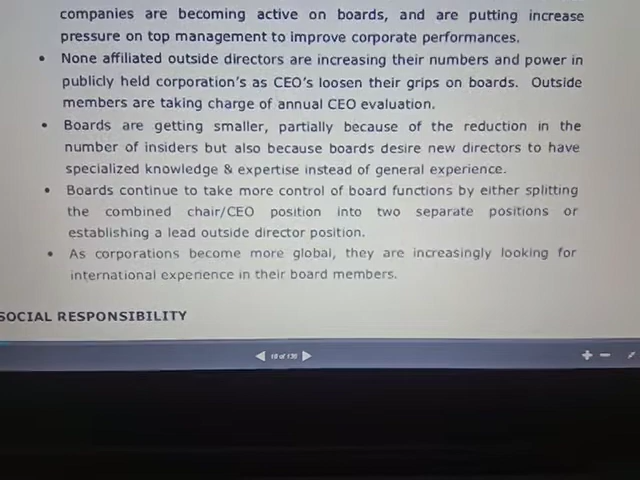 companies are becoming active on boards, and are putting increase
pressure on top management to improve corporate performances.
• None affiliated outside directors are increasing their numbers and power in
publicly held corporation's as CEO's loosen their grips on boards. Outside
members are taking charge of annual CEO evaluation.
• Boards are getting smaller, partially because of the reduction in the
number of insiders but also because boards desire new directors to have
specialized knowledge & expertise instead of general experience.
• Boards continue to take more control of board functions by either splitting
the combined chair/CEO position into two separate positions or
establishing a lead outside director position.
• As corporations become more global, they are increasingly looking for
international experience in their board members.
SOCIAL RESPONSIBILITY
of